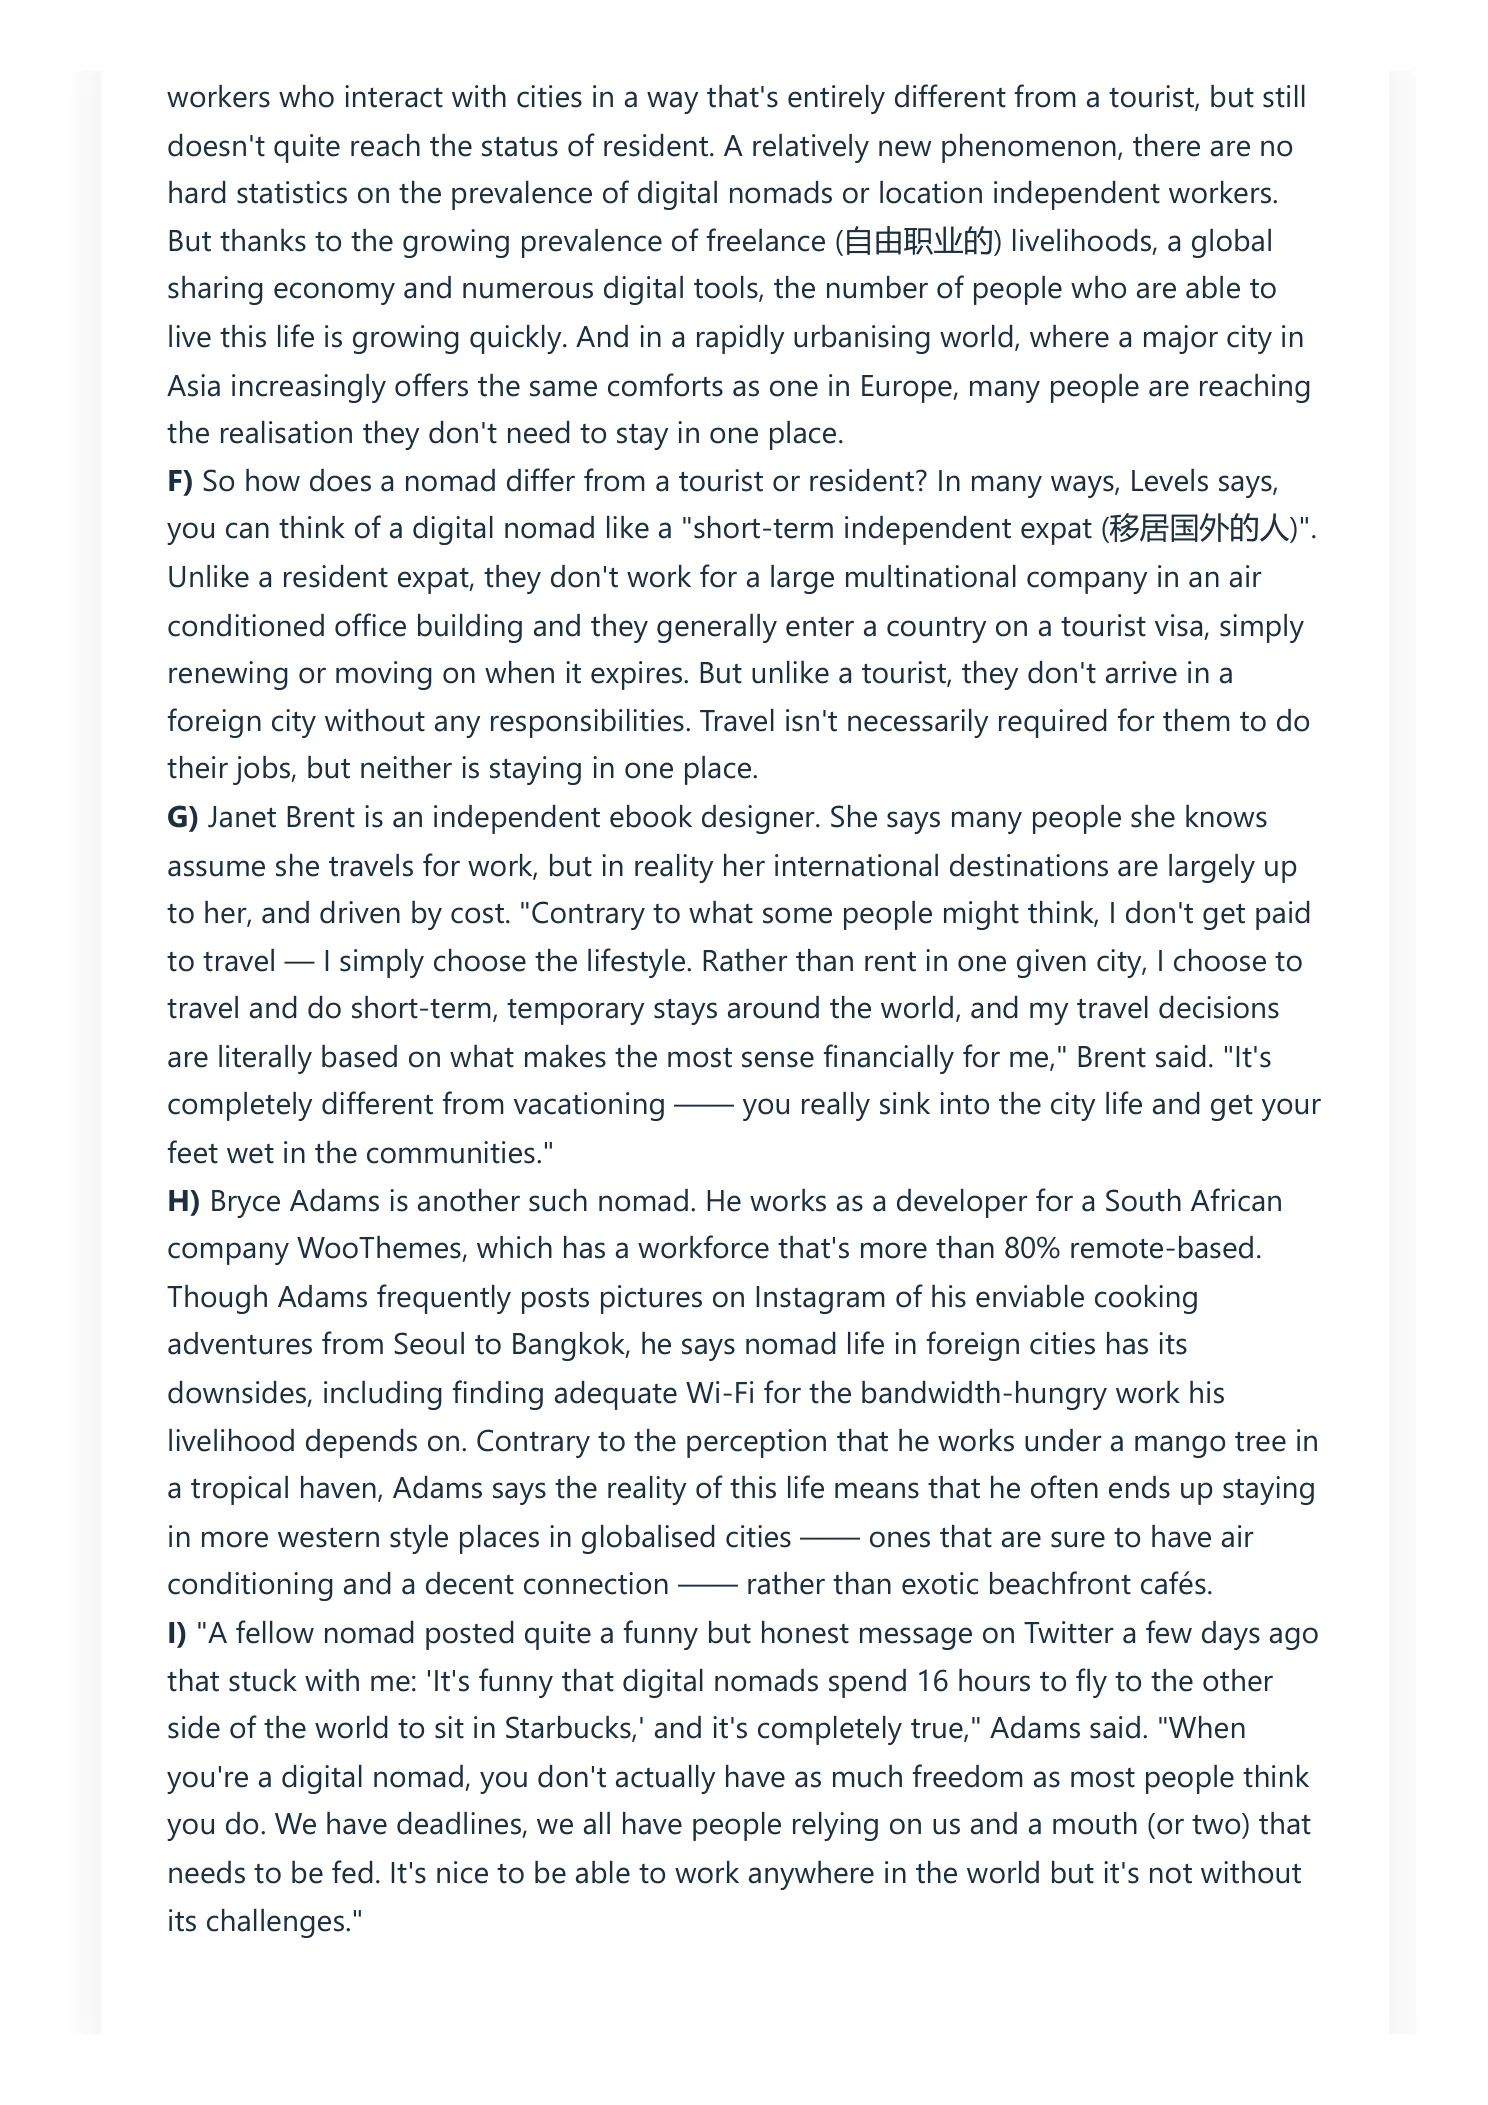 workers who interact with cities in a way that's entirely different from a tourist, but still
doesn't quite reach the status of resident. A relatively new phenomenon, there are no
hard statistics on the prevalence of digital nomads or location independent workers.
But thanks to the growing prevalence of freelance (自由职业的) livelihoods, a global
sharing economy and numerous digital tools, the number of people who are able to
live this life is growing quickly. And in a rapidly urbanising world, where a major city in
Asia increasingly offers the same comforts as one in Europe, many people are reaching
the realisation they don't need to stay in one place.
F) So how does a nomad differ from a tourist or resident? In many ways, Levels says,
you can think of a digital nomad like a "short-term independent expat (移居国外的人)".
Unlike a resident expat, they don't work for a large multinational company in an air
conditioned office building and they generally enter a country on a tourist visa, simply
renewing or moving on when it expires. But unlike a tourist, they don't arrive in a
foreign city without any responsibilities. Travel isn't necessarily required for them to do
their jobs, but neither is staying in one place.
G) Janet Brent is an independent ebook designer. She says many people she knows
assume she travels for work, but in reality her international destinations are largely up
to her, and driven by cost. "Contrary to what some people might think, I don't get paid
to travel — I simply choose the lifestyle. Rather than rent in one given city, I choose to
travel and do short-term, temporary stays around the world, and my travel decisions
are literally based on what makes the most sense financially for me," Brent said. "It's
completely different from vacationing —— you really sink into the city life and get your
feet wet in the communities."
H) Bryce Adams is another such nomad. He works as a developer for a South African
company WooThemes, which has a workforce that's more than 80% remote-based.
Though Adams frequently posts pictures on Instagram of his enviable cooking
adventures from Seoul to Bangkok, he says nomad life in foreign cities has its
downsides, including finding adequate Wi-Fi for the bandwidth-hungry work his
livelihood depends on. Contrary to the perception that he works under a mango tree in
a tropical haven, Adams says the reality of this life means that he often ends up staying
in more western style places in globalised cities —— ones that are sure to have air
conditioning and a decent connection —— rather than exotic beachfront cafés.
I) "A fellow nomad posted quite a funny but honest message on Twitter a few days ago
that stuck with me: 'It's funny that digital nomads spend 16 hours to fly to the other
side of the world to sit in Starbucks,' and it's completely true," Adams said. "When
you're a digital nomad, you don't actually have as much freedom as most people think
you do. We have deadlines, we all have people relying on us and a mouth (or two) that
needs to be fed. It's nice to be able to work anywhere in the world but it's not without
its challenges."